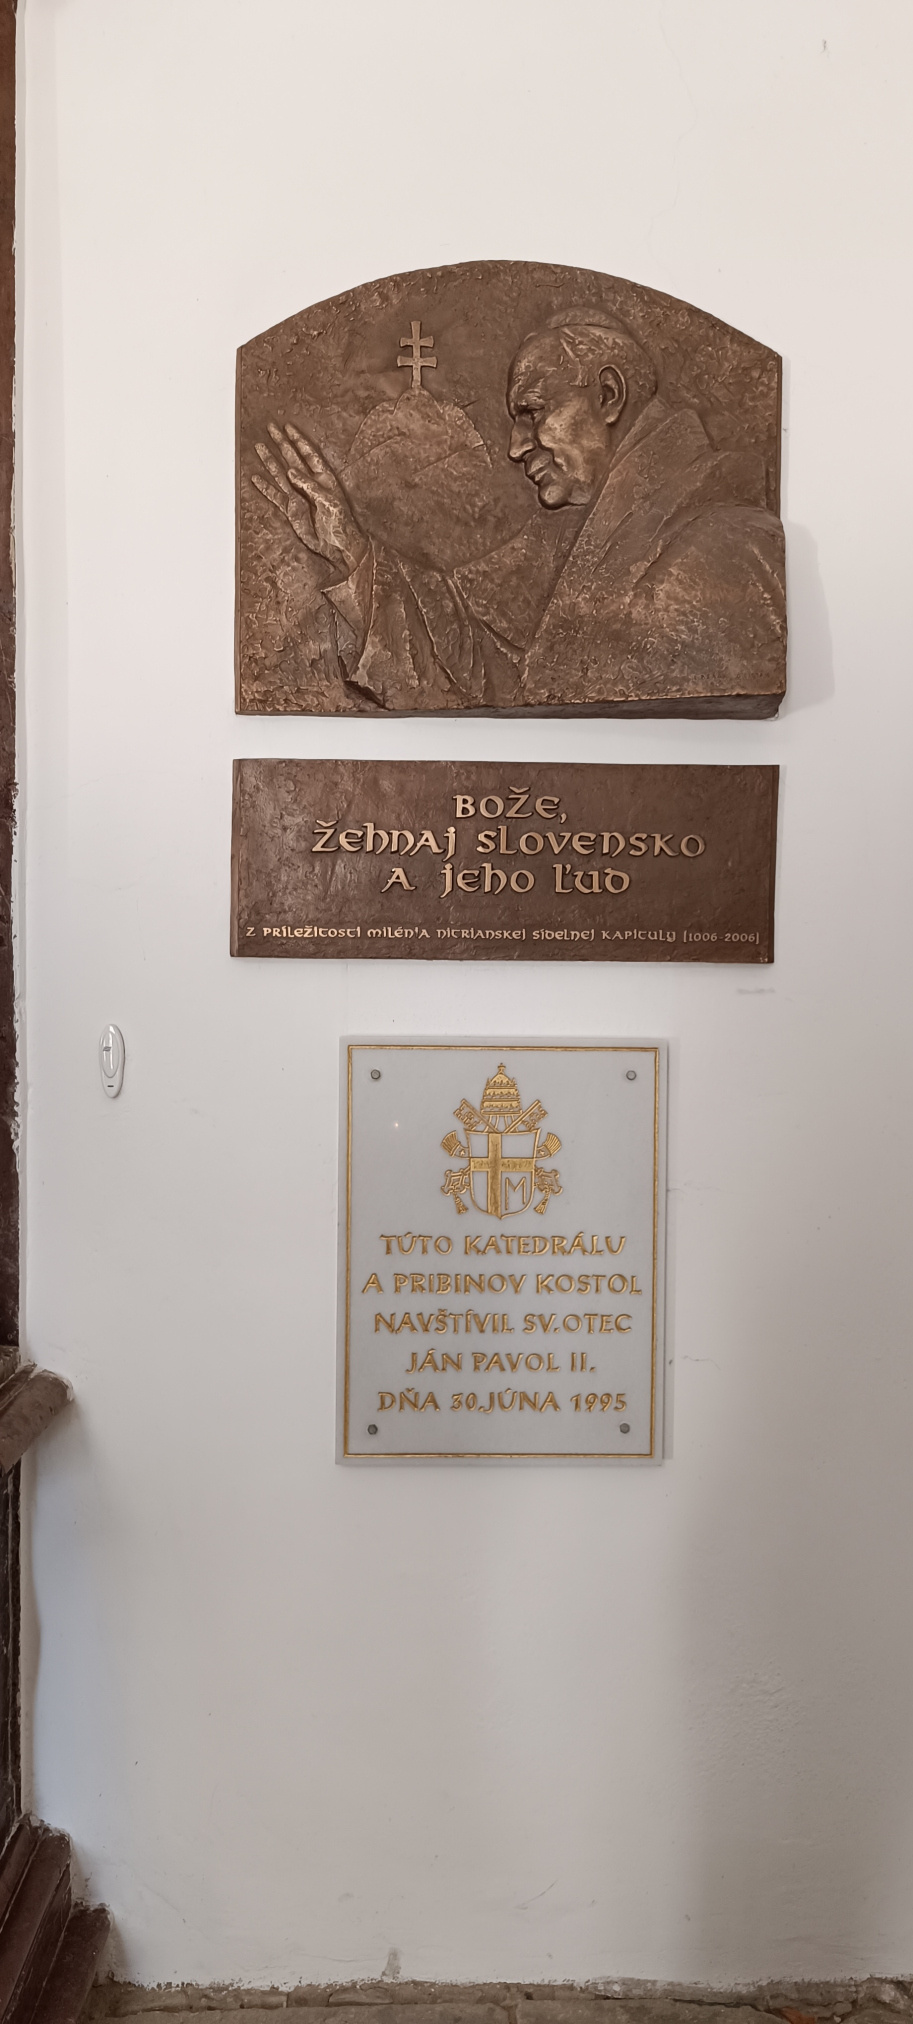 BOŽE,
žehnaj slovensko
a jeho ľud
z príležitosti milénia nitrianskej sídelnej kapituly (1006-2006)
M
TÚTO KATEDRÁLU
A PRIBINOV KOSTOL
NAVŠTÍVIL SV. OTEC
JÁN PAVOL II.
DŇA 30. JÚNA 1995